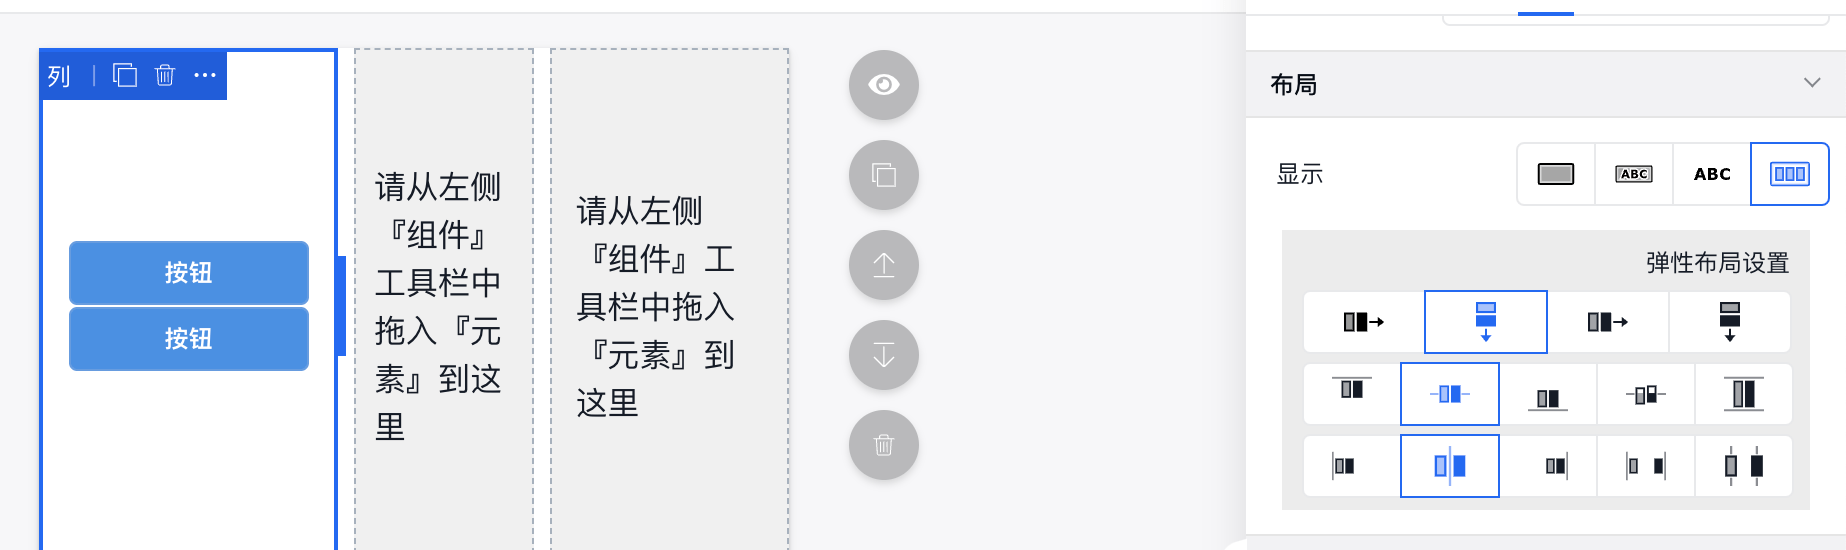 列
按钮
按钮
请从左侧
『组件』
工具栏中
拖入『元
素』到这
里
请从左侧
『组件』工
具栏中拖入
『元素』到
这里
布局
显示
ABC
ABC
弹性布局设置